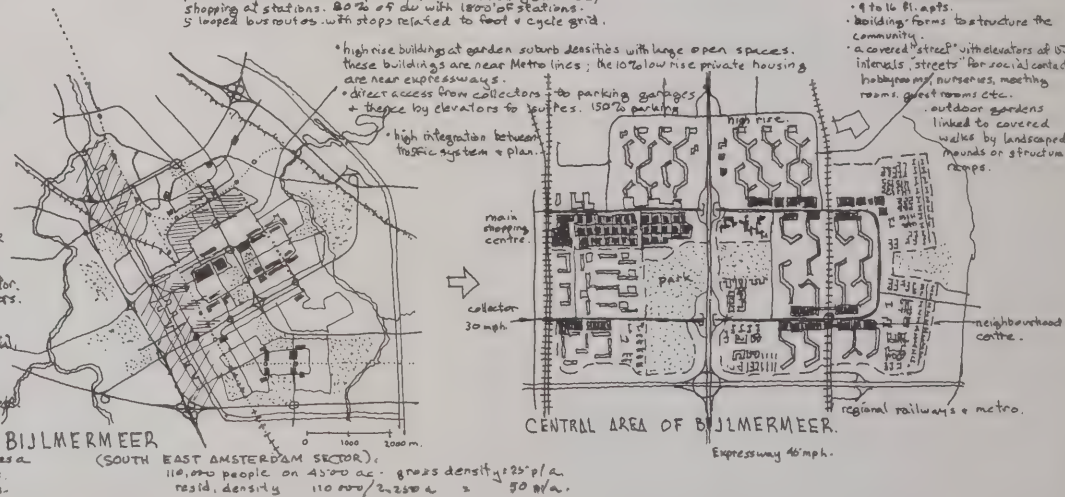 shopping at stations. 80% of du with 1800' of stations.
5 looped bus routes with stops related to foot & cycle grid.
• high rise buildings at garden suburb densities with large open spaces.
these buildings are near Metro lines; the 10% low rise private housing
are near expressways.
• direct access from collectors to parking garages
& thence by elevators to suites. 150% parking
• high integration between
traffic system & plan.
• 9 to 16 fl. apts.
• building-forms to structure the
community.
• a covered "street" with elevators at
intervals, "streets" for social contact
hobbyrooms, nurseries, meeting
rooms, guestrooms etc.
outdoor gardens
linked to covered
walks by landscaped
mounds or
ramps.
high rise.
main
shopping
centre.
park
collector
30 mph.
neighbourhood
centre.
regional railways & metro.
CENTRAL AREA OF BIJLMERMEER.
Expressway 45 mph.
0 1000 2000 m.
BIJLMERMEER
(SOUTH EAST AMSTERDAM SECTOR).
110,000 people on 4500 ac. gross density = 25 p/a.
resid. density 110 000/2,250 a = 50 p/a.